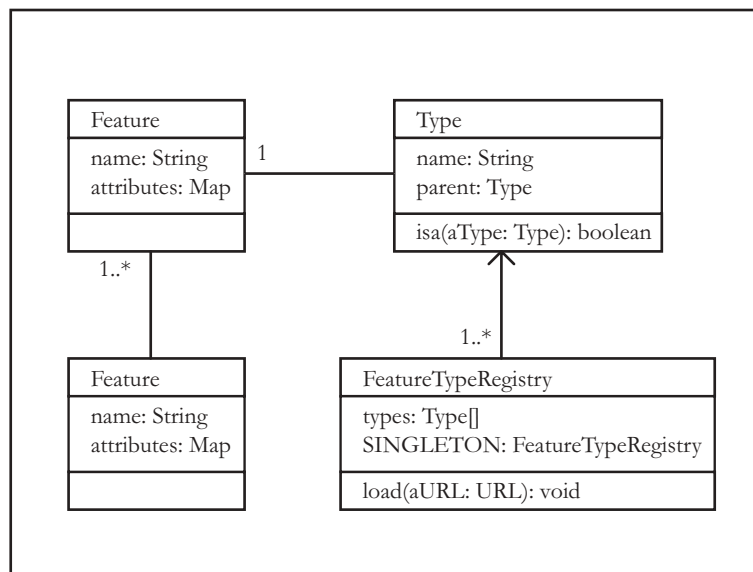 Feature
name: String
attributes: Map
1
Type
name: String
parent: Type
isa(aType: Type): boolean
1..*
1..*
Feature
name: String
attributes: Map
FeatureTypeRegistry
types: Type[]
SINGLETON: FeatureTypeRegistry
load(aURL: URL): void